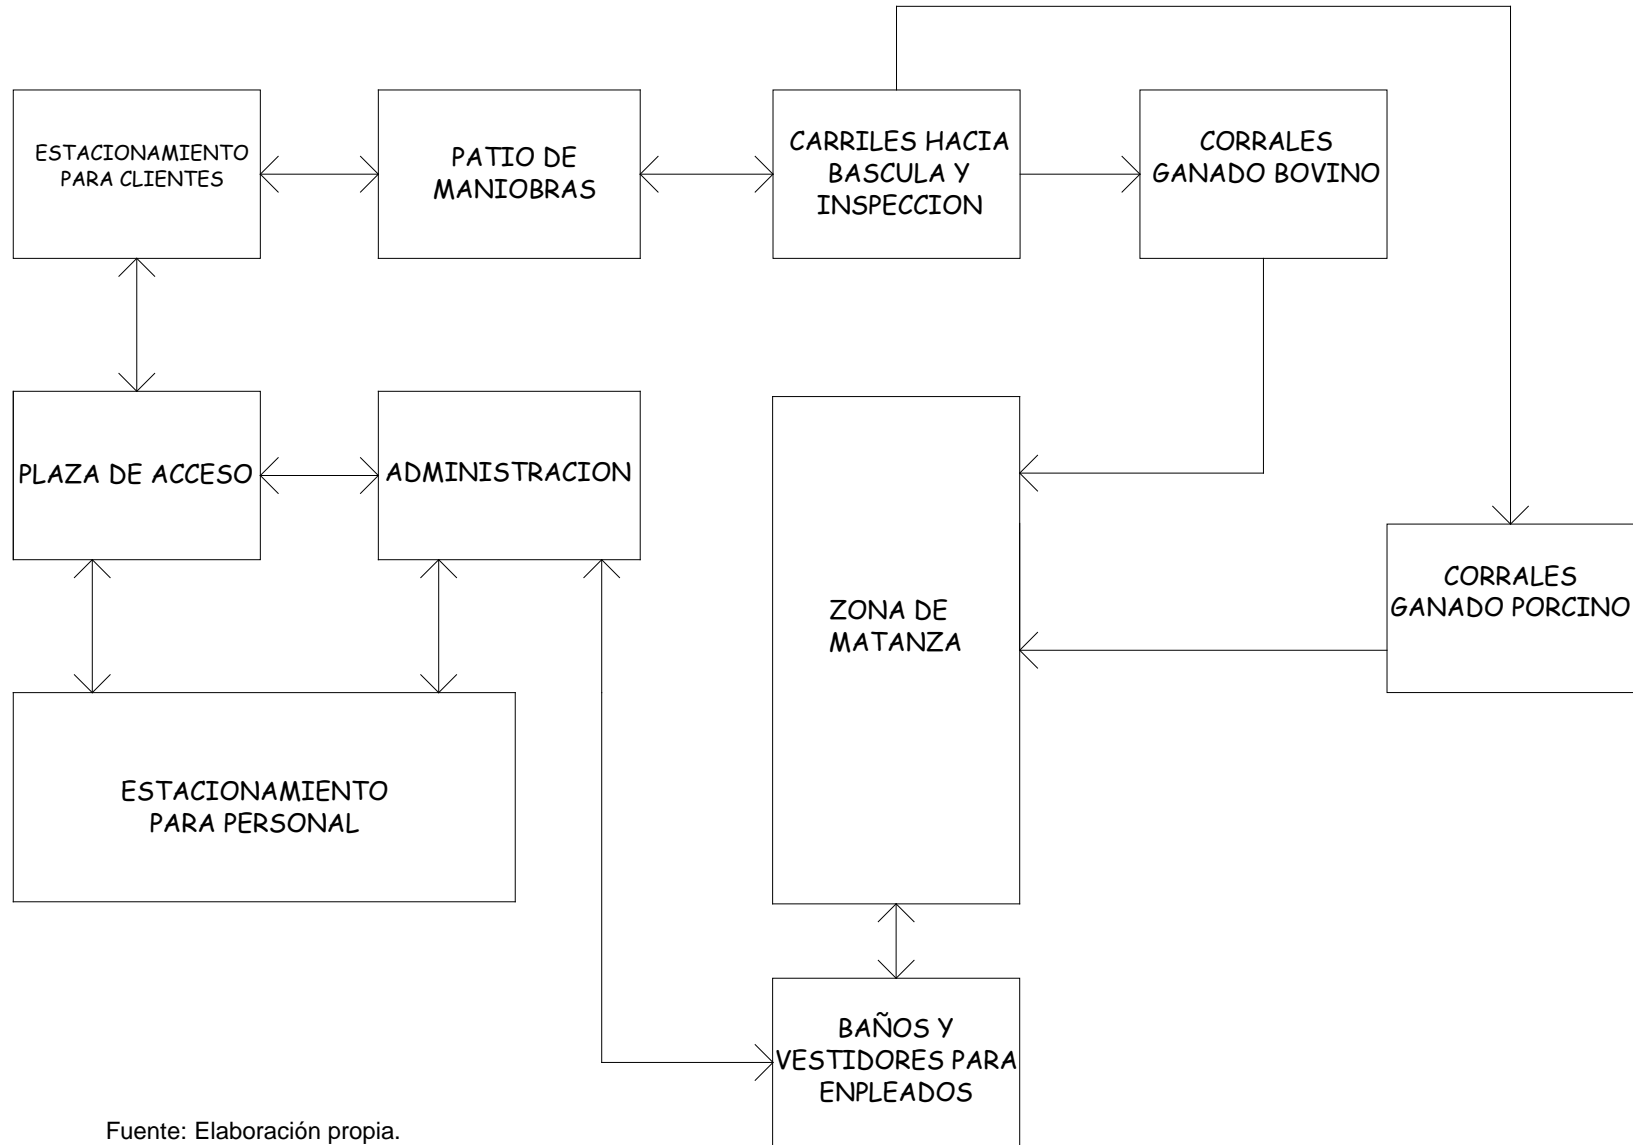 ESTACIONAMIENTO
PARA CLIENTES
PATIO DE
MANIOBRAS
CARRILES HACIA
BASCULA Y
INSPECCION
CORRALES
GANADO BOVINO
PLAZA DE ACCESO
ADMINISTRACION
ZONA DE
MATANZA
CORRALES
GANADO PORCINO
ESTACIONAMIENTO
PARA PERSONAL
BAÑOS Y
VESTIDORES PARA
ENPLEADOS
Fuente: Elaboración propia.